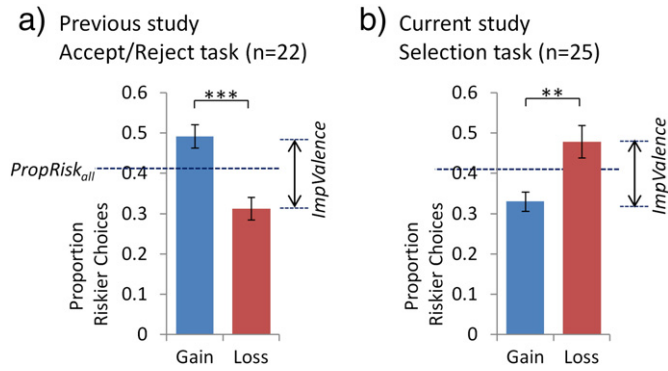 a) Previous study
Accept/Reject task (n=22)
***
0.6
0.5
0.4
0.3
0.2
0.1
0
PropRisk_all
Proportion
Riskier Choices
ImpValence
Gain Loss
b) Current study
Selection task (n=25)
**
0.6
0.5
0.4
0.3
0.2
0.1
0
Proportion
Riskier Choices
ImpValence
Gain Loss